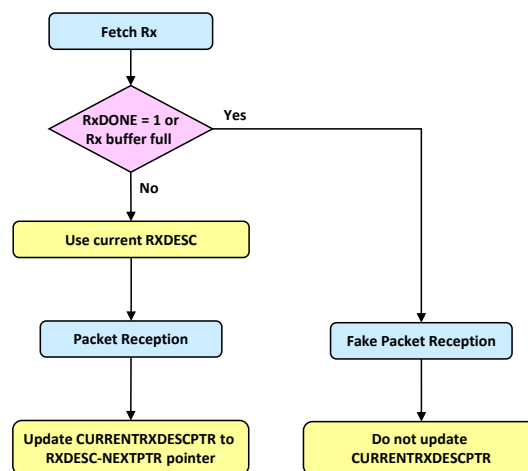 Fetch Rx
RxDONE = 1 or
Rx buffer full
Yes
No
Use current RXDESC
Packet Reception
Fake Packet Reception
Update CURRENTRXDESCPTR to
RXDESC-NEXTPTR pointer
Do not update
CURRENTRXDESCPTR